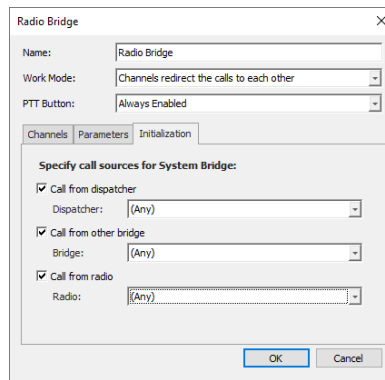 Radio Bridge
Name: Radio Bridge
Work Mode: Channels redirect the calls to each other
PTT Button: Always Enabled
Channels Parameters Initialization
Specify call sources for System Bridge:
Call from dispatcher
Dispatcher: (Any)
Call from other bridge
Bridge: (Any)
Call from radio
Radio: (Any)
OK Cancel